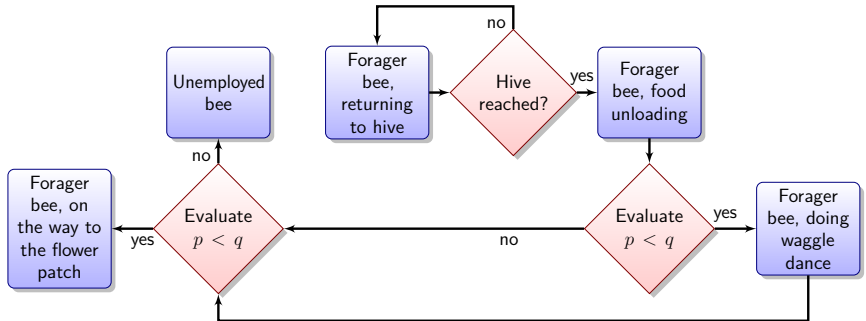 no
Forager
bee,
returning
to hive
Hive
reached?
yes
Forager
bee, food
unloading
Unemployed
bee
no
Forager
bee, on
the way to
the flower
patch
yes
Evaluate
p < q
no
Evaluate
p < q
yes
Forager
bee, doing
waggle
dance